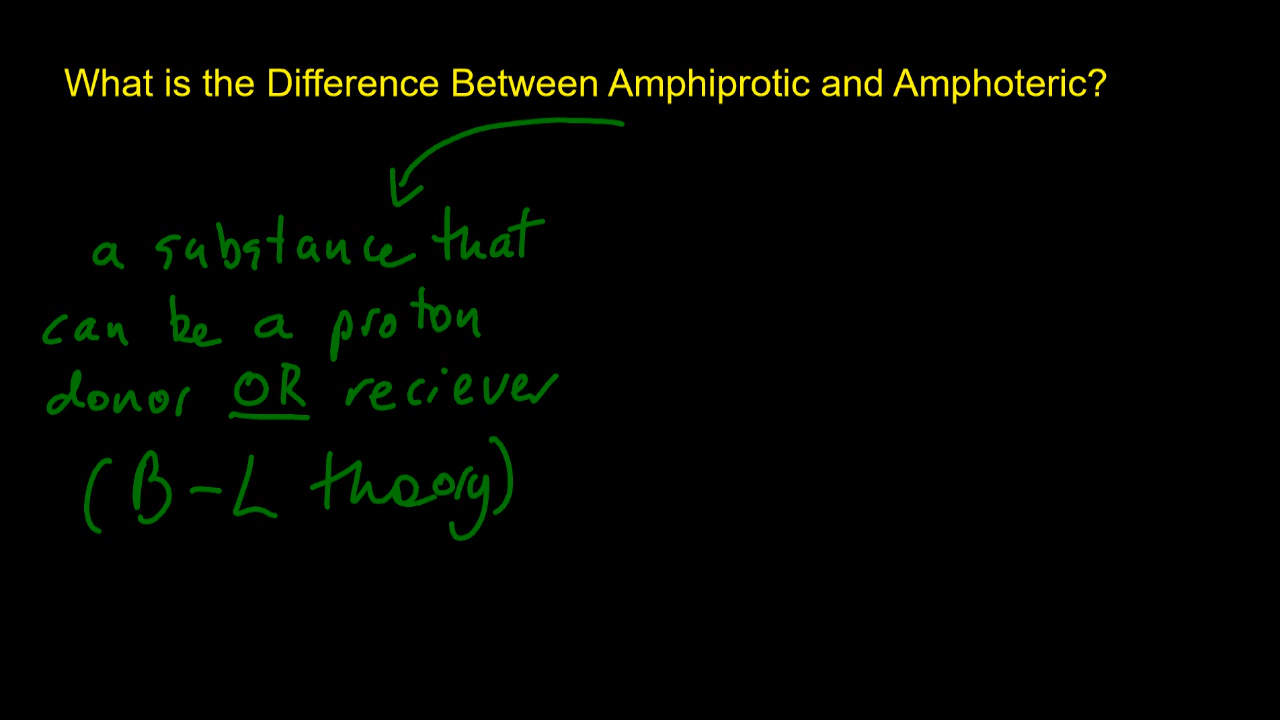 What is the Difference Between Amphiprotic and Amphoteric?
a substance that
can be a proton
donor OR reciever
(B-L theory)